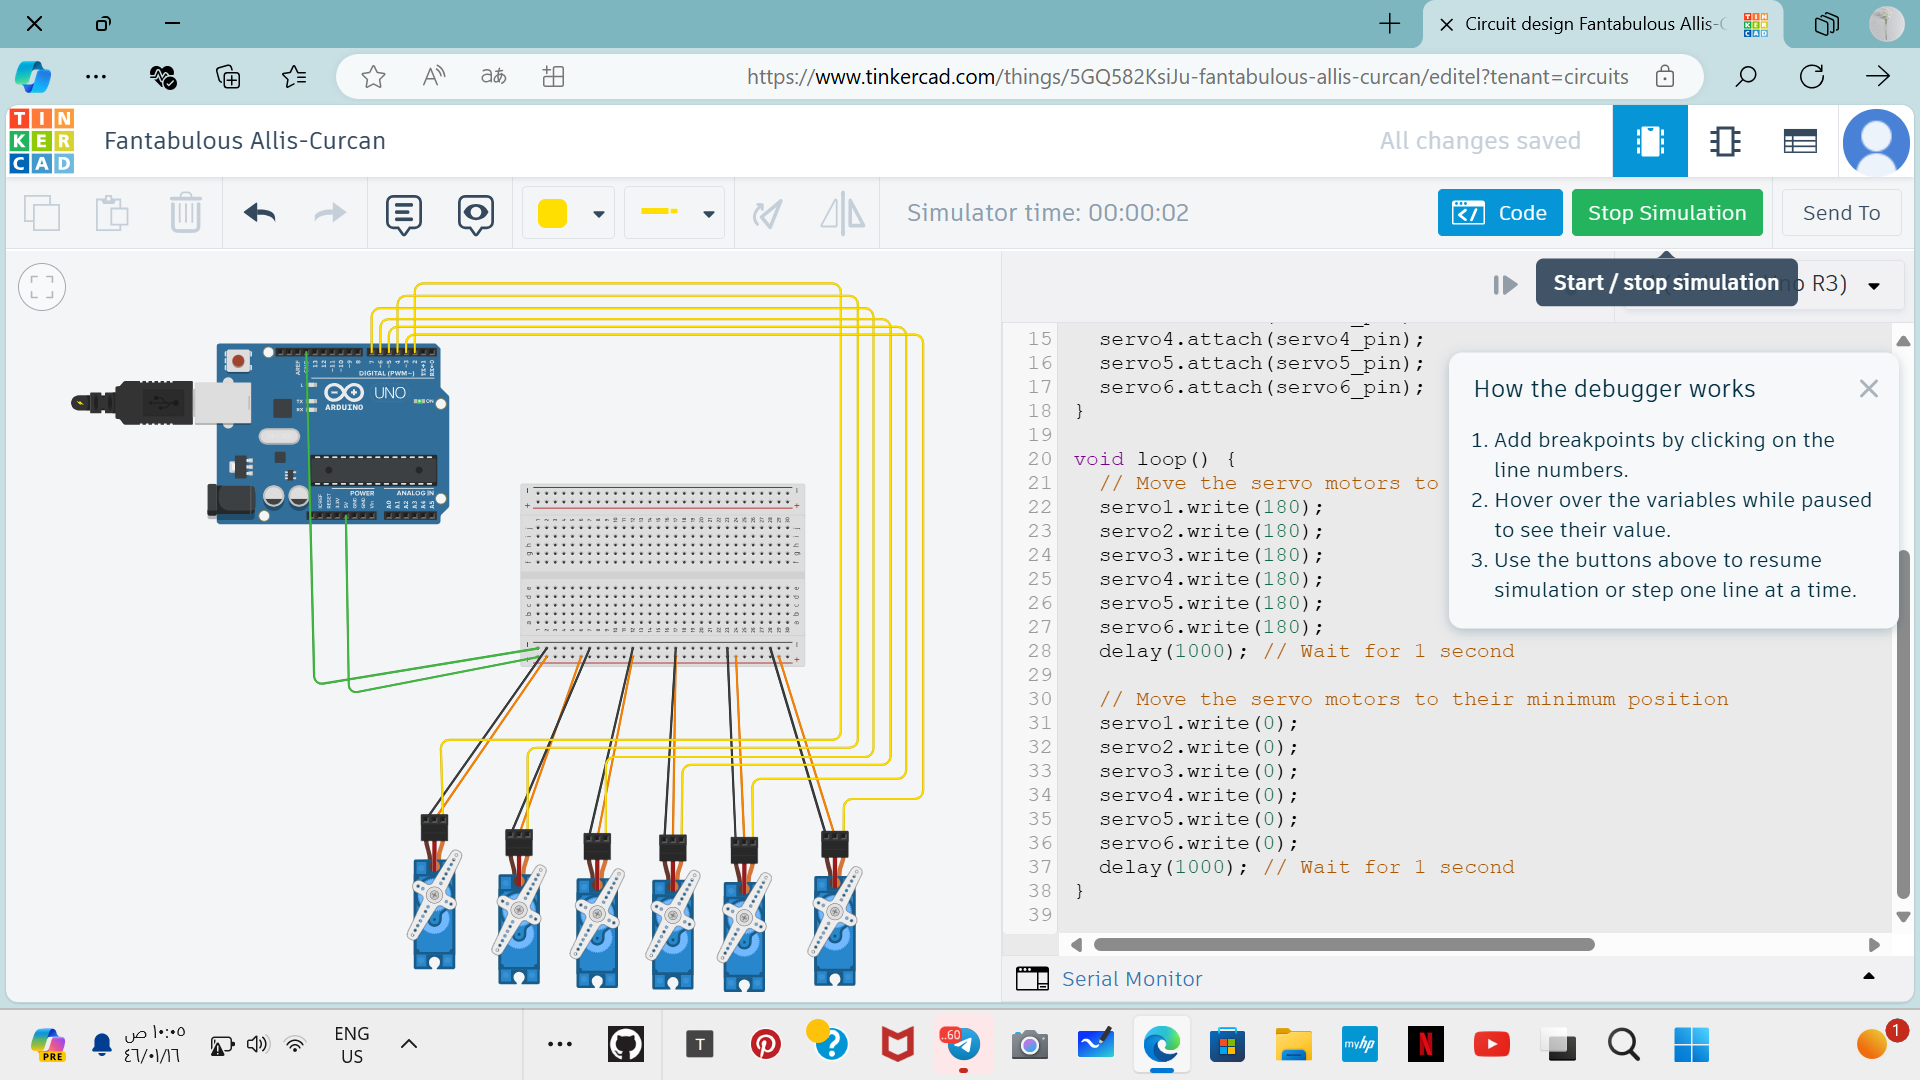 Circuit design Fantabulous Allis-C
https://www.tinkercad.com/things/5GQ582KsiJu-fantabulous-allis-curcan/editel?tenant=circuits
TINKERCAD
Fantabulous Allis-Curcan
All changes saved
Simulator time: 00:00:02
Code
Stop Simulation
Send To
Start / stop simulation
no R3)
15 servo4.attach(servo4_pin);
16 servo5.attach(servo5_pin);
17 servo6.attach(servo6_pin);
18 }
19
20 void loop() {
21 // Move the servo motors to
22 servo1.write(180);
23 servo2.write(180);
24 servo3.write(180);
25 servo4.write(180);
26 servo5.write(180);
27 servo6.write(180);
28 delay(1000); // Wait for 1 second
29
30 // Move the servo motors to their minimum position
31 servo1.write(0);
32 servo2.write(0);
33 servo3.write(0);
34 servo4.write(0);
35 servo5.write(0);
36 servo6.write(0);
37 delay(1000); // Wait for 1 second
38 }
39
How the debugger works
1. Add breakpoints by clicking on the
line numbers.
2. Hover over the variables while paused
to see their value.
3. Use the buttons above to resume
simulation or step one line at a time.
Serial Monitor
DIGITAL (PWM~)
UNO
ARDUINO
ON
POWER
ANALOG IN
PRE
١٠:٠٥ ص
٤٦/٠١/١٦
ENG
US
T
60..
myhp
N
1